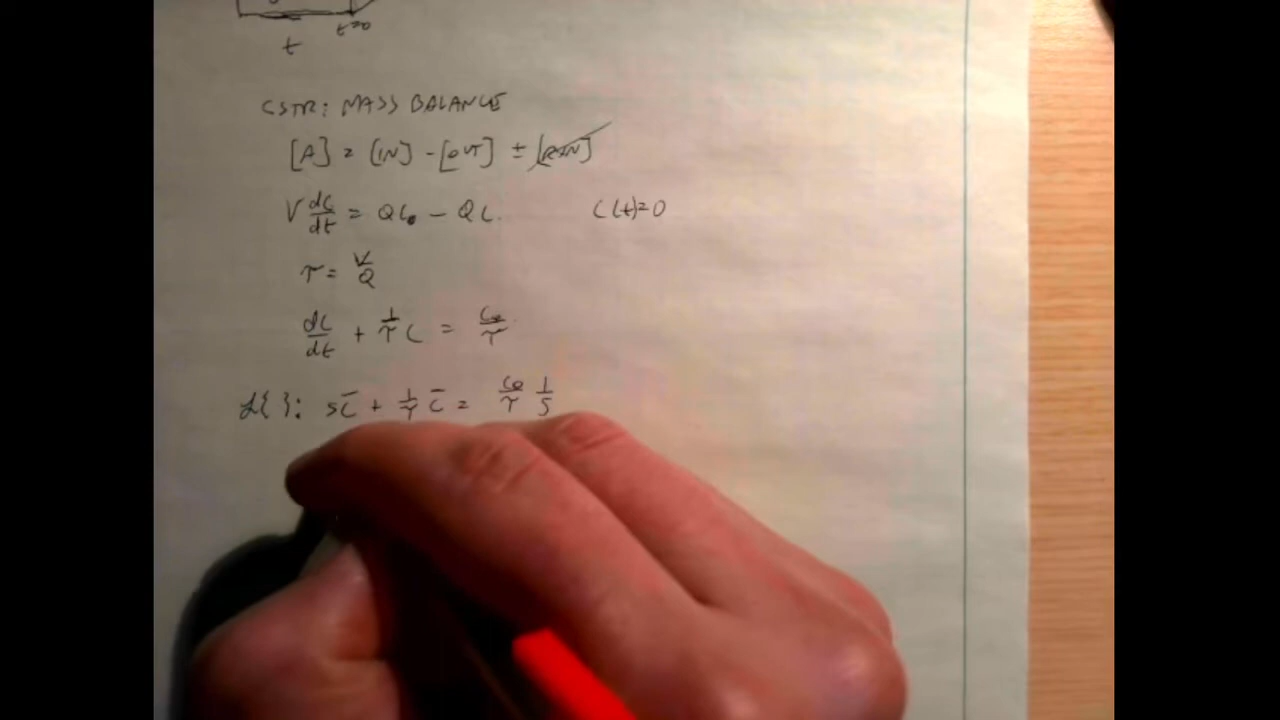 t=0
t
CSTR: MASS BALANCE
[A] = [IN] - [OUT] ± [RXN]
V dC/dt = QC₀ - QC. C(t)=0
τ = V/Q
dC/dt + 1/τ C = C₀/τ
ℒ{ }: sC̄ + 1/τ C̄ = C₀/τ 1/s